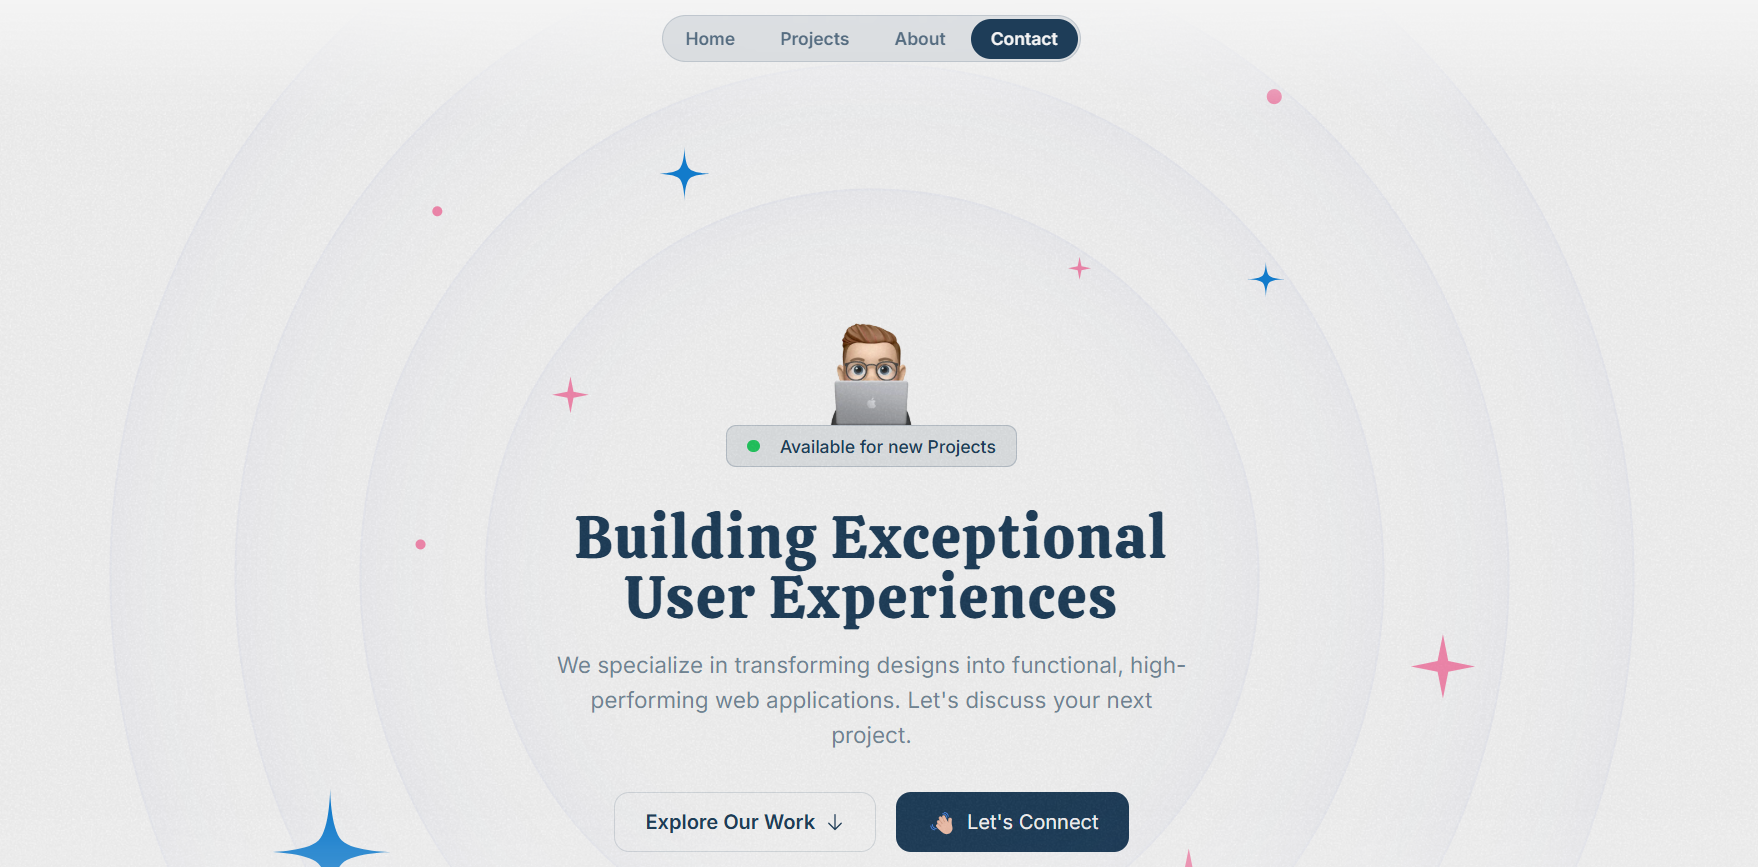 Home Projects About Contact
Available for new Projects
Building Exceptional
User Experiences
We specialize in transforming designs into functional, high-
performing web applications. Let's discuss your next
project.
Explore Our Work ↓ Let's Connect